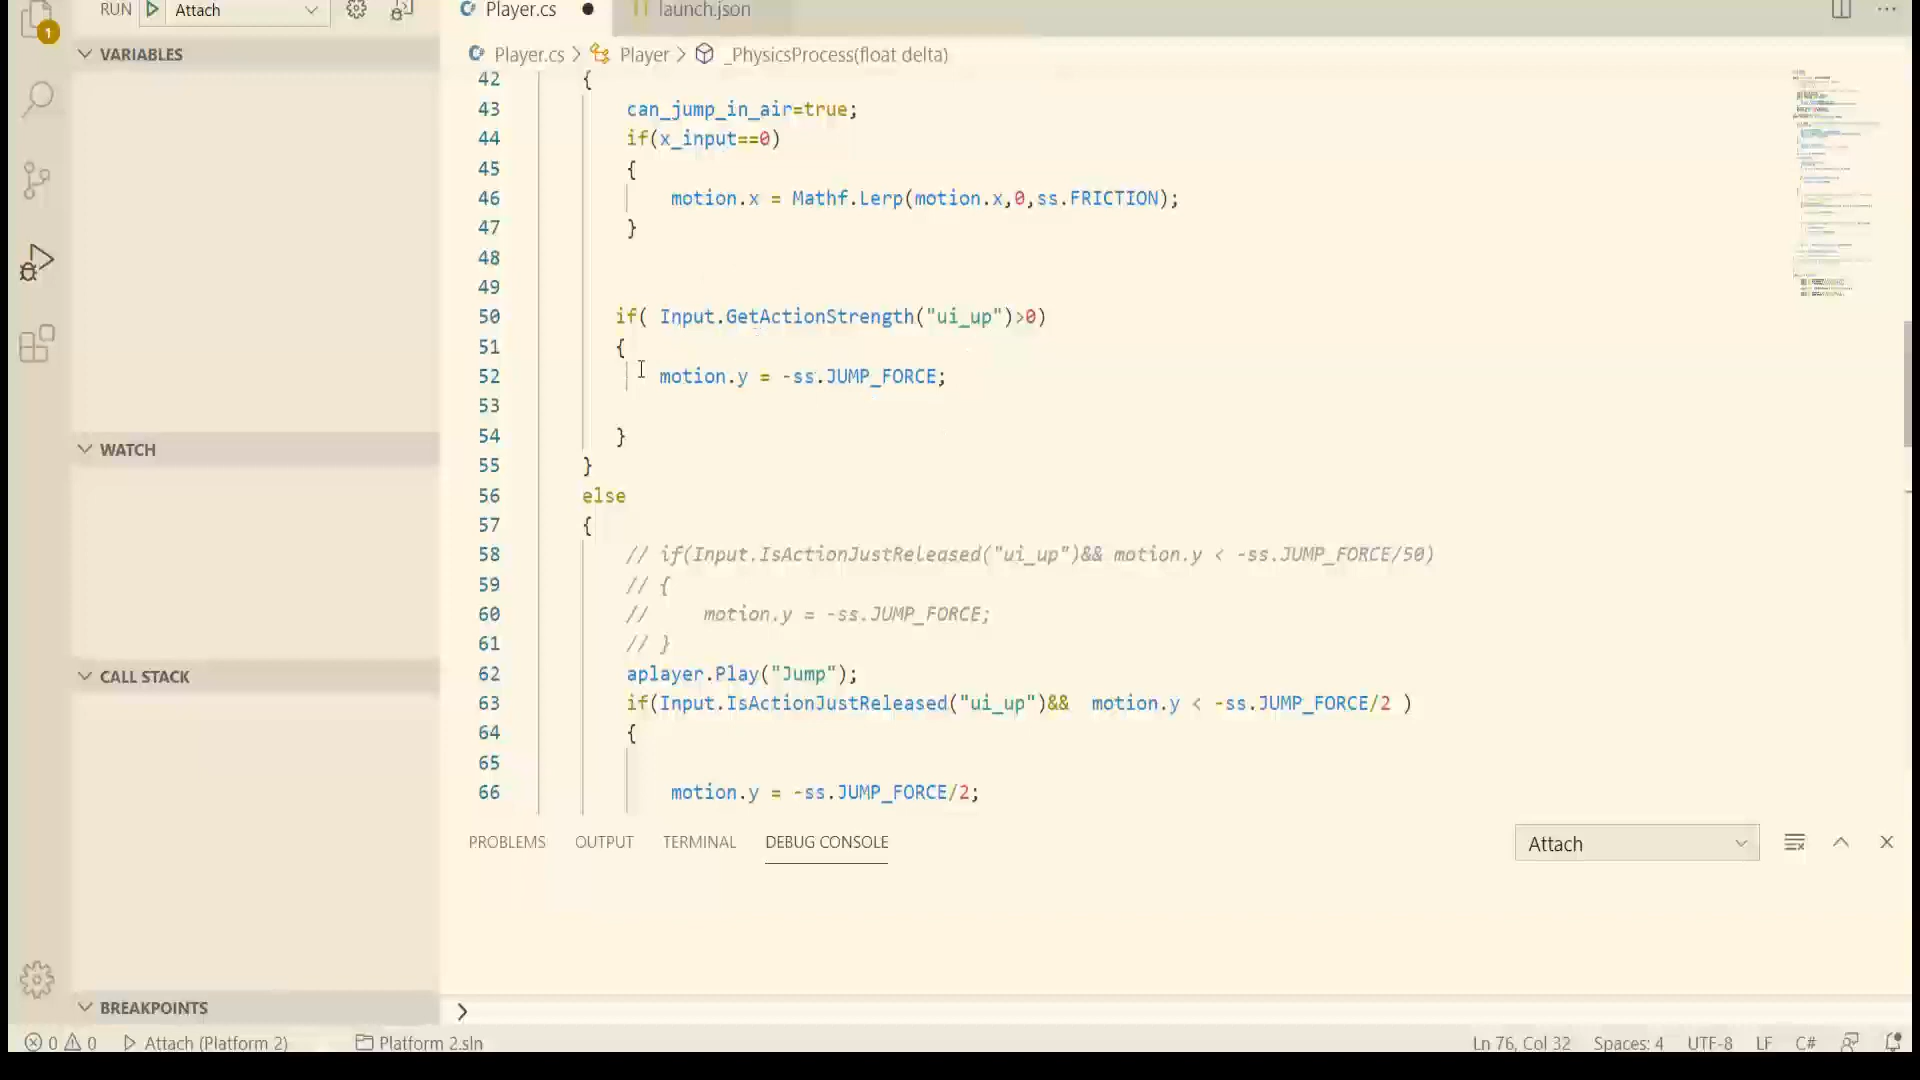 RUN Attach
Player.cs launch.json
1
VARIABLES
Player.cs > Player > _PhysicsProcess(float delta)
42 {
43 can_jump_in_air=true;
44 if(x_input==0)
45 {
46 motion.x = Mathf.Lerp(motion.x,0,ss.FRICTION);
47 }
48
49
50 if( Input.GetActionStrength("ui_up")>0)
51 {
52 motion.y = -ss.JUMP_FORCE;
53
54 }
55 }
56 else
57 {
58 // if(Input.IsActionJustReleased("ui_up")&& motion.y < -ss.JUMP_FORCE/50)
59 // {
60 // motion.y = -ss.JUMP_FORCE;
61 // }
62 aplayer.Play("Jump");
63 if(Input.IsActionJustReleased("ui_up")&& motion.y < -ss.JUMP_FORCE/2 )
64 {
65
66 motion.y = -ss.JUMP_FORCE/2;
WATCH
CALL STACK
BREAKPOINTS
PROBLEMS OUTPUT TERMINAL DEBUG CONSOLE Attach
>
0 0 Attach (Platform 2) Platform 2.sln Ln 76, Col 32 Spaces: 4 UTF-8 LF C#